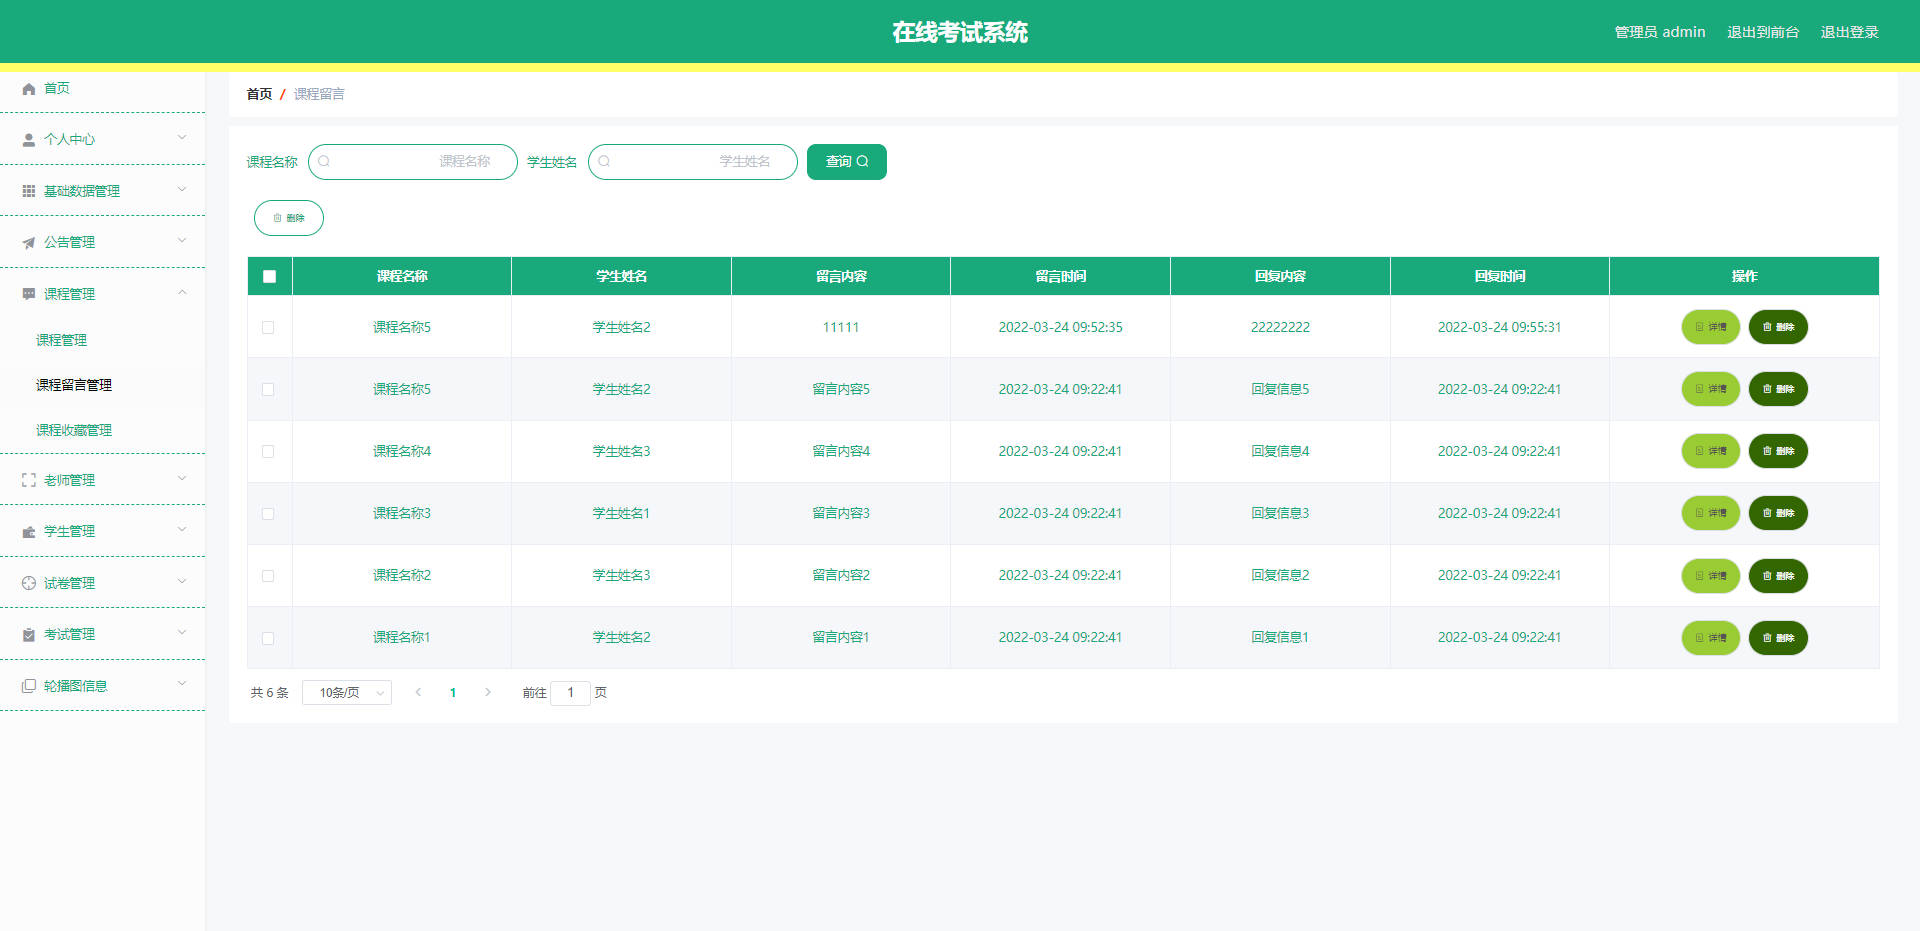 在线考试系统
管理员 admin 退出到前台 退出登录
首页
个人中心
基础数据管理
公告管理
课程管理
课程管理
课程留言管理
课程收藏管理
老师管理
学生管理
试卷管理
考试管理
轮播图信息
首页 / 课程留言
课程名称 课程名称 学生姓名 学生姓名 查询
删除
课程名称 学生姓名 留言内容 留言时间 回复内容 回复时间 操作
课程名称5 学生姓名2 11111 2022-03-24 09:52:35 22222222 2022-03-24 09:55:31 详情 删除
课程名称5 学生姓名2 留言内容5 2022-03-24 09:22:41 回复信息5 2022-03-24 09:22:41 详情 删除
课程名称4 学生姓名3 留言内容4 2022-03-24 09:22:41 回复信息4 2022-03-24 09:22:41 详情 删除
课程名称3 学生姓名1 留言内容3 2022-03-24 09:22:41 回复信息3 2022-03-24 09:22:41 详情 删除
课程名称2 学生姓名3 留言内容2 2022-03-24 09:22:41 回复信息2 2022-03-24 09:22:41 详情 删除
课程名称1 学生姓名2 留言内容1 2022-03-24 09:22:41 回复信息1 2022-03-24 09:22:41 详情 删除
共 6 条 10条/页 1 前往 1 页